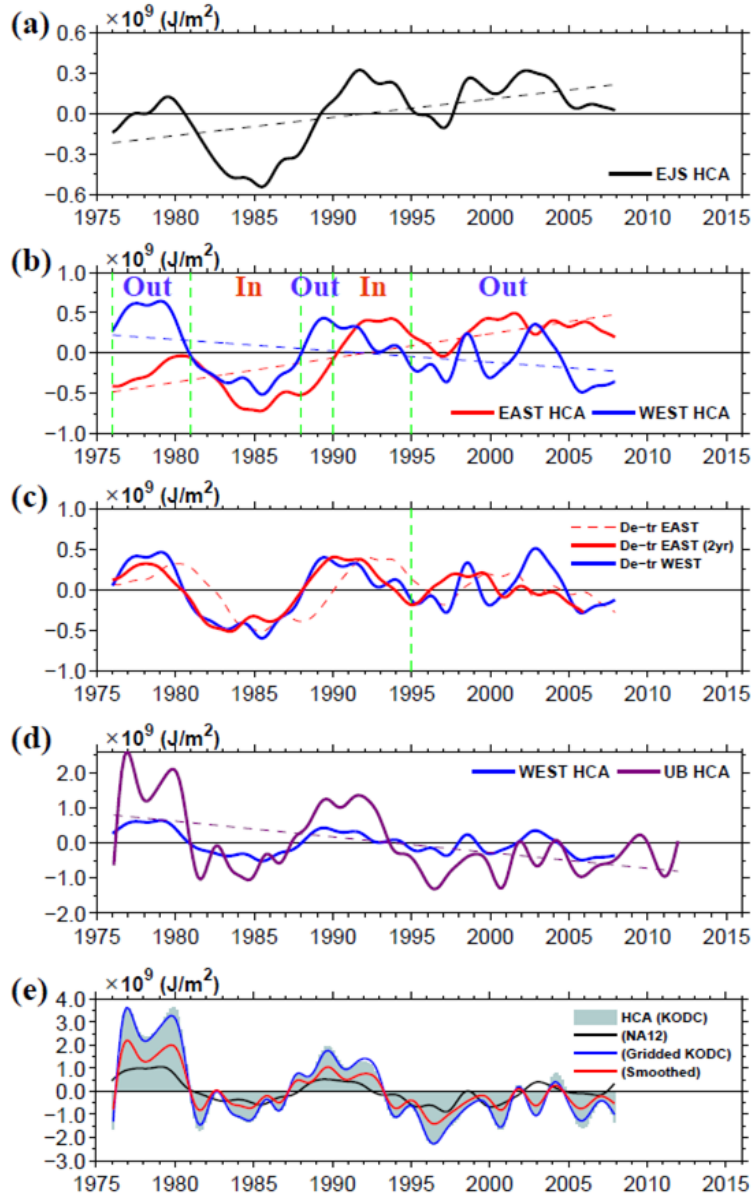 (a)
×10⁹ (J/m²)
0.6
0.3
0.0
−0.3
−0.6
EJS HCA
1975 1980 1985 1990 1995 2000 2005 2010 2015
(b)
×10⁹ (J/m²)
1.0
Out In Out In Out
0.5
0.0
−0.5
−1.0
EAST HCA WEST HCA
1975 1980 1985 1990 1995 2000 2005 2010 2015
(c)
×10⁹ (J/m²)
1.0
De−tr EAST
De−tr EAST (2yr)
De−tr WEST
0.5
0.0
−0.5
−1.0
1975 1980 1985 1990 1995 2000 2005 2010 2015
(d)
×10⁹ (J/m²)
WEST HCA UB HCA
2.0
1.0
0.0
−1.0
−2.0
1975 1980 1985 1990 1995 2000 2005 2010 2015
(e)
×10⁹ (J/m²)
4.0
HCA (KODC)
(NA12)
(Gridded KODC)
(Smoothed)
3.0
2.0
1.0
0.0
−1.0
−2.0
−3.0
1975 1980 1985 1990 1995 2000 2005 2010 2015